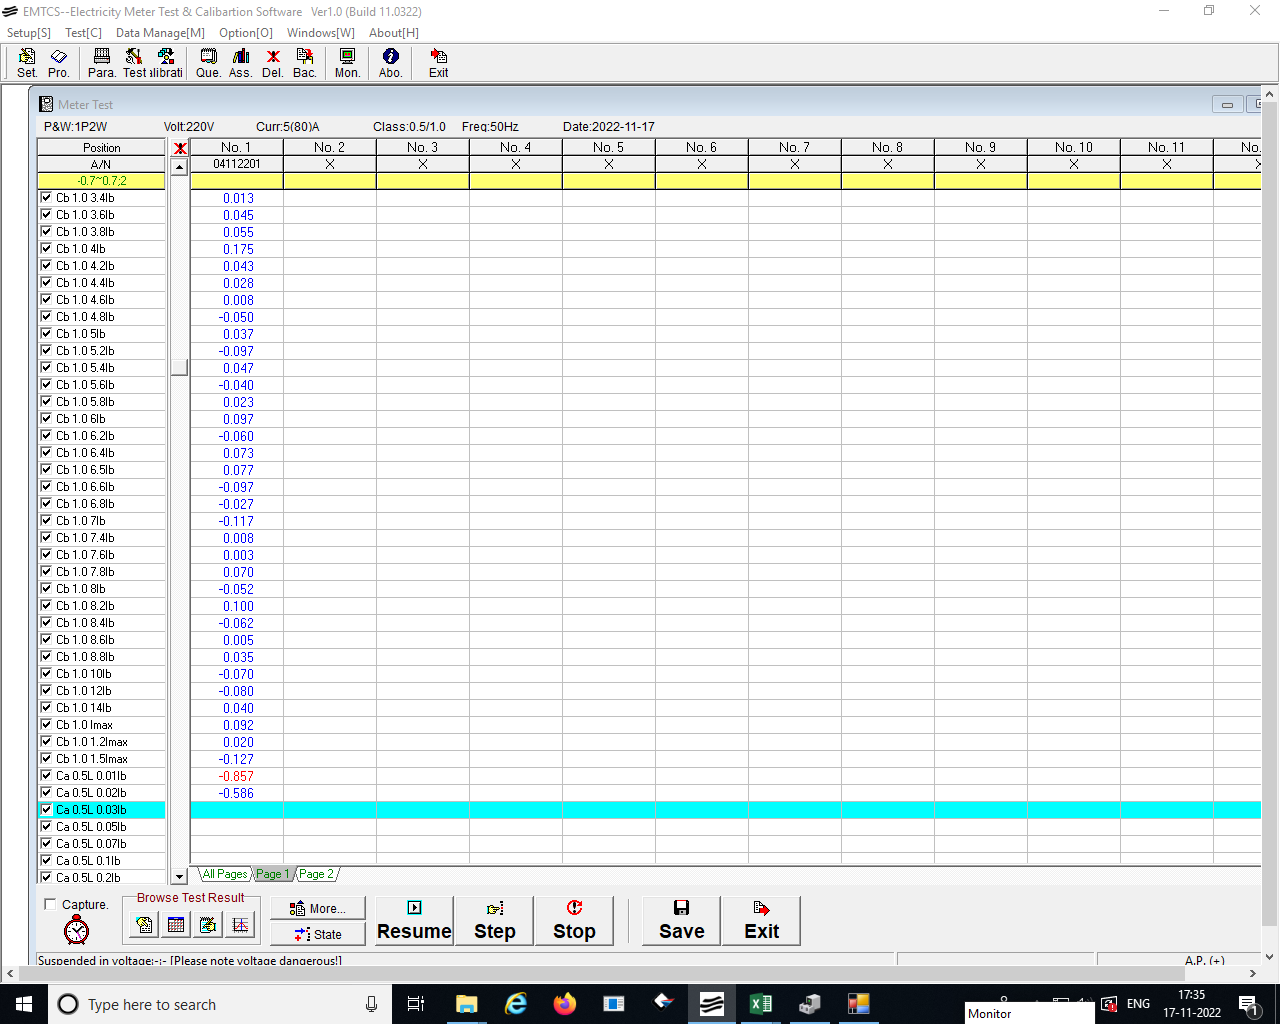 EMTCS--Electricity Meter Test & Calibartion Software Ver1.0 (Build 11.0322)
Setup[S] Test[C] Data Manage[M] Option[O] Windows[W] About[H]
Set. Pro. Para. Test alibrati Que. Ass. Del. Bac. Mon. Abo. Exit
Meter Test
P&W:1P2W Volt:220V Curr:5(80)A Class:0.5/1.0 Freq:50Hz Date:2022-11-17
Position No. 1 No. 2 No. 3 No. 4 No. 5 No. 6 No. 7 No. 8 No. 9 No. 10 No. 11 No.
A/N 04112201 X X X X X X X X X X
-0.7~0.7;2
Cb 1.0 3.4Ib 0.013
Cb 1.0 3.6Ib 0.045
Cb 1.0 3.8Ib 0.055
Cb 1.0 4Ib 0.175
Cb 1.0 4.2Ib 0.043
Cb 1.0 4.4Ib 0.028
Cb 1.0 4.6Ib 0.008
Cb 1.0 4.8Ib -0.050
Cb 1.0 5Ib 0.037
Cb 1.0 5.2Ib -0.097
Cb 1.0 5.4Ib 0.047
Cb 1.0 5.6Ib -0.040
Cb 1.0 5.8Ib 0.023
Cb 1.0 6Ib 0.097
Cb 1.0 6.2Ib -0.060
Cb 1.0 6.4Ib 0.073
Cb 1.0 6.5Ib 0.077
Cb 1.0 6.6Ib -0.097
Cb 1.0 6.8Ib -0.027
Cb 1.0 7Ib -0.117
Cb 1.0 7.4Ib 0.008
Cb 1.0 7.6Ib 0.003
Cb 1.0 7.8Ib 0.070
Cb 1.0 8Ib -0.052
Cb 1.0 8.2Ib 0.100
Cb 1.0 8.4Ib -0.062
Cb 1.0 8.6Ib 0.005
Cb 1.0 8.8Ib 0.035
Cb 1.0 10Ib -0.070
Cb 1.0 12Ib -0.080
Cb 1.0 14Ib 0.040
Cb 1.0 Imax 0.092
Cb 1.0 1.2Imax 0.020
Cb 1.0 1.5Imax -0.127
Ca 0.5L 0.01Ib -0.857
Ca 0.5L 0.02Ib -0.586
Ca 0.5L 0.03Ib
Ca 0.5L 0.05Ib
Ca 0.5L 0.07Ib
Ca 0.5L 0.1Ib
Ca 0.5L 0.2Ib
All Pages Page 1 Page 2
Capture. Browse Test Result More... State Resume Step Stop Save Exit
Suspended in voltage:-;- [Please note voltage dangerous!] A.P. (+)
Type here to search ENG 17:35
17-11-2022 1
Monitor